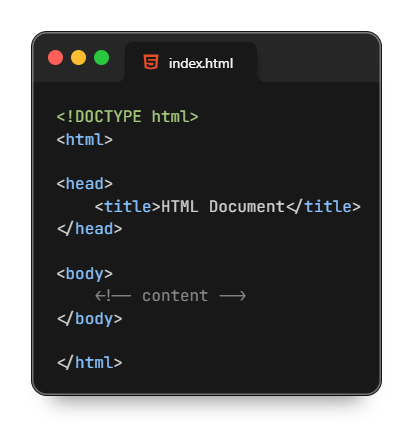 index.html
<!DOCTYPE html>
<html>
<head>
<title>HTML Document</title>
</head>
<body>
<!-- content -->
</body>
</html>